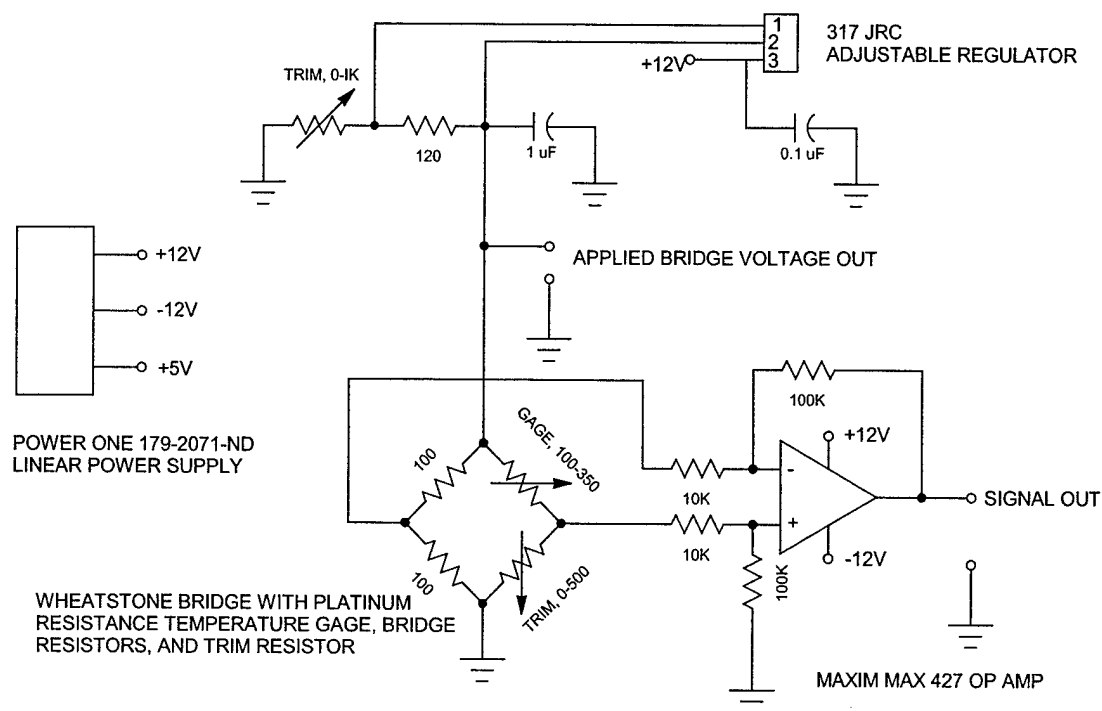 1
2
3
317 JRC
ADJUSTABLE REGULATOR
+12V
TRIM, 0-IK
120
1 uF
0.1 uF
+12V
-12V
+5V
APPLIED BRIDGE VOLTAGE OUT
POWER ONE 179-2071-ND
LINEAR POWER SUPPLY
100
GAGE, 100-350
100
TRIM, 0-500
100K
10K
10K
100K
-
+
+12V
-12V
SIGNAL OUT
WHEATSTONE BRIDGE WITH PLATINUM
RESISTANCE TEMPERATURE GAGE, BRIDGE
RESISTORS, AND TRIM RESISTOR
MAXIM MAX 427 OP AMP